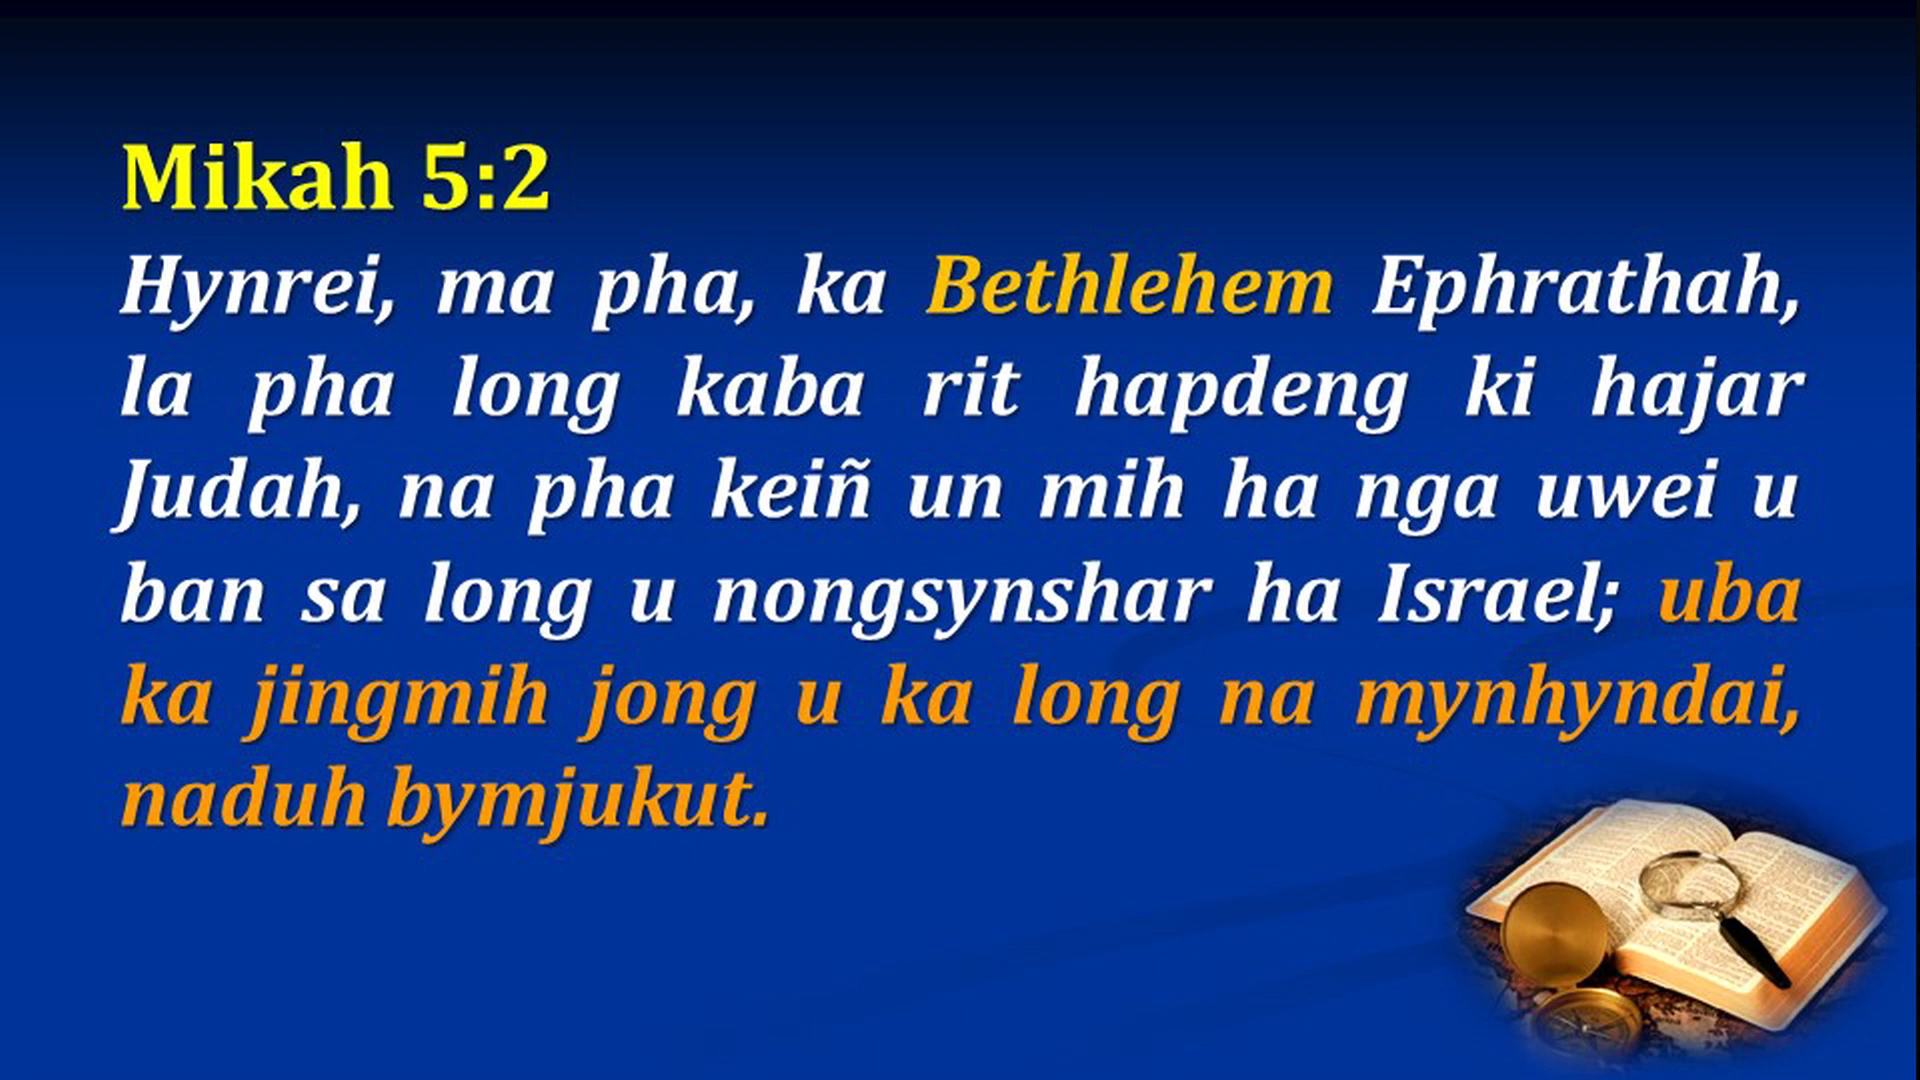 Mikah 5:2
Hynrei, ma pha, ka Bethlehem Ephrathah,
la pha long kaba rit hapdeng ki hajar
Judah, na pha keiñ un mih ha nga uwei u
ban sa long u nongsynshar ha Israel; uba
ka jingmih jong u ka long na mynhyndai,
naduh bymjukut.